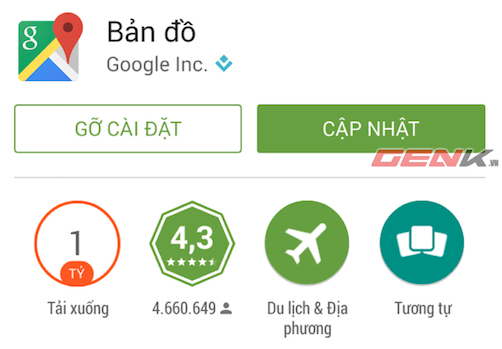 g
Bản đồ
Google Inc.
GỠ CÀI ĐẶT
CẬP NHẬT
GENK.VN
1
TỶ
4,3
Tải xuống
4.660.649
Du lịch & Địa
phương
Tương tự